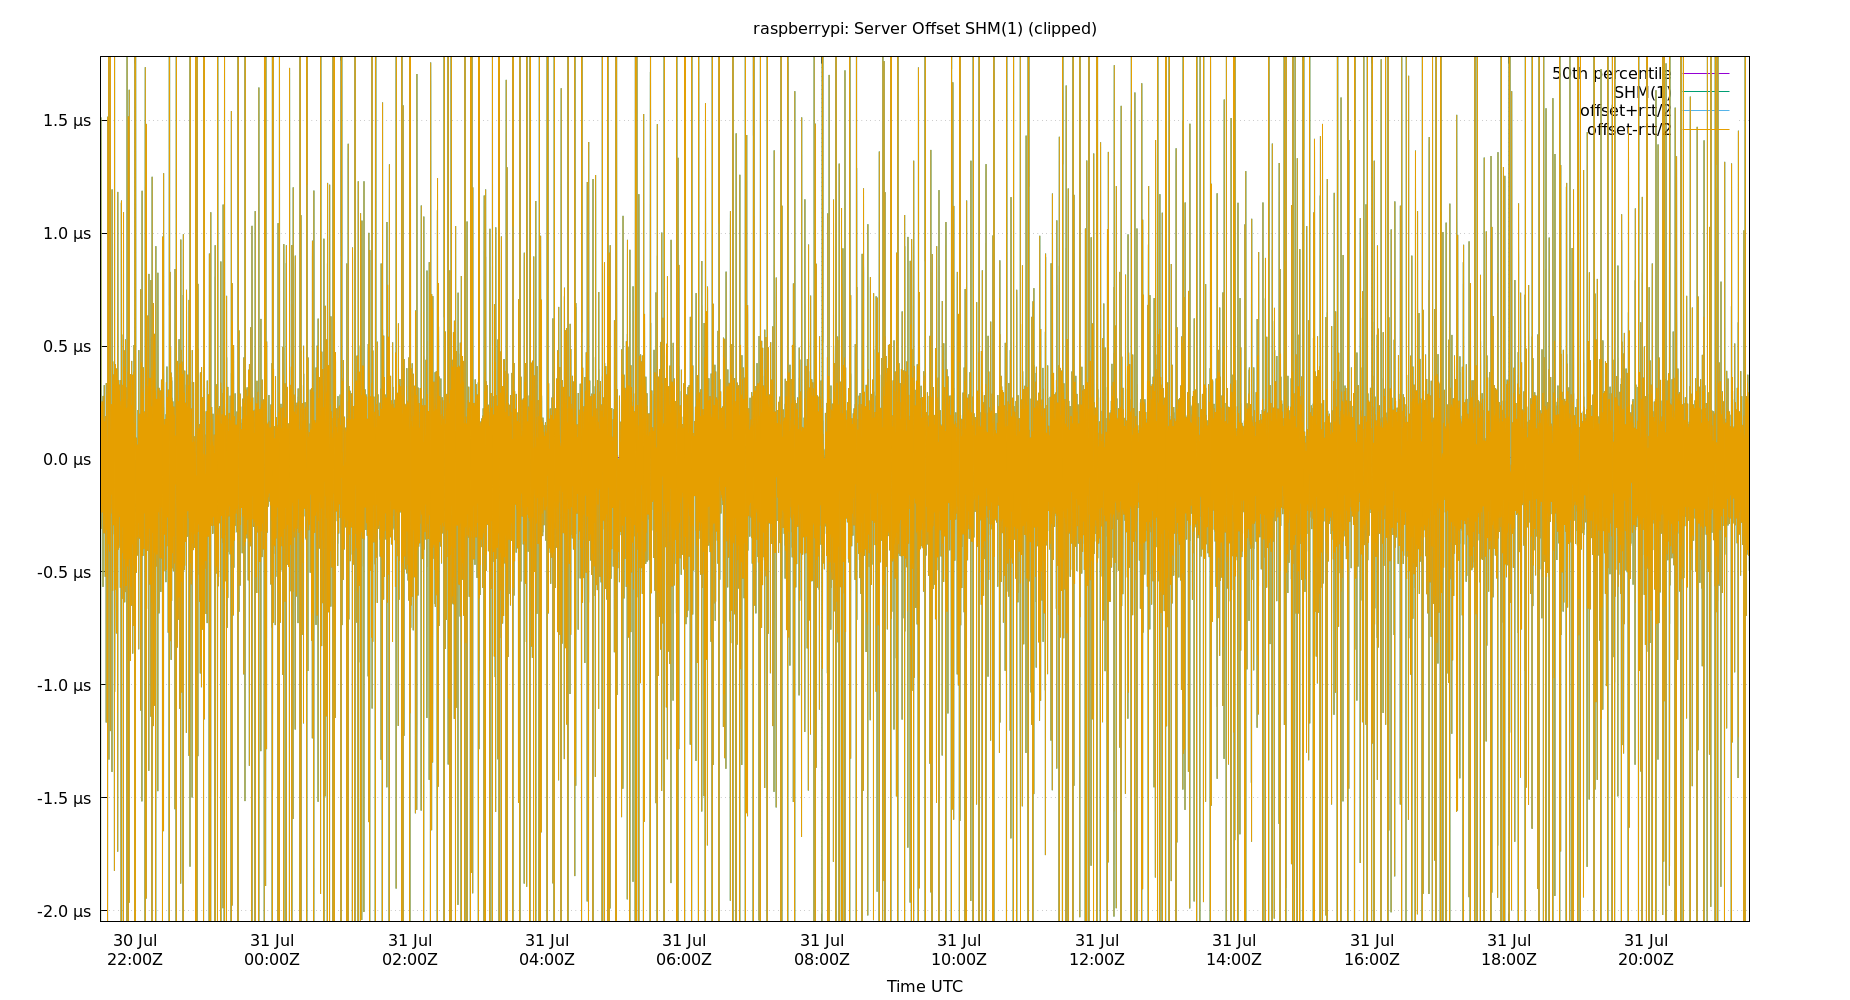 raspberrypi: Server Offset SHM(1) (clipped)
50th percentile
SHM(1)
offset+rtt/2
offset-rtt/2
1.5 µs
1.0 µs
0.5 µs
0.0 µs
-0.5 µs
-1.0 µs
-1.5 µs
-2.0 µs
30 Jul 31 Jul 31 Jul 31 Jul 31 Jul 31 Jul 31 Jul 31 Jul 31 Jul 31 Jul 31 Jul 31 Jul
22:00Z 00:00Z 02:00Z 04:00Z 06:00Z 08:00Z 10:00Z 12:00Z 14:00Z 16:00Z 18:00Z 20:00Z
Time UTC